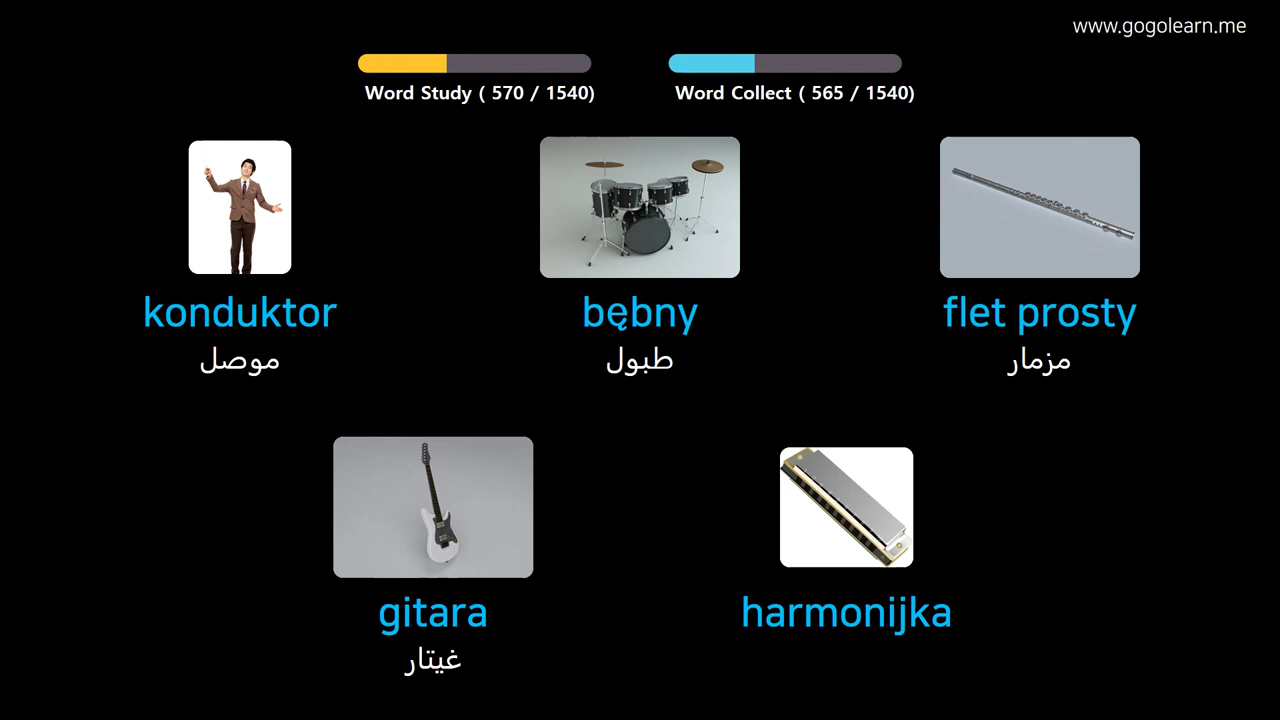 www.gogolearn.me
Word Study ( 570 / 1540)
Word Collect ( 565 / 1540)
konduktor
موصل
bębny
طبول
flet prosty
مزمار
gitara
غيتار
harmonijka